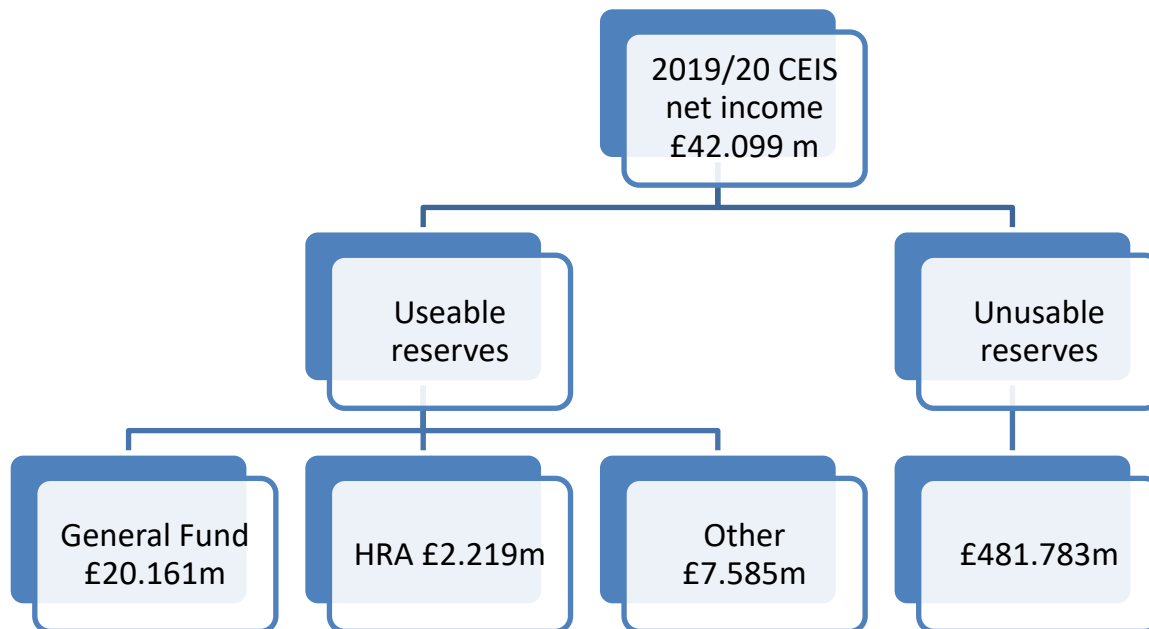 2019/20 CEIS
net income
£42.099 m
Useable
reserves
Unusable
reserves
General Fund
£20.161m
HRA £2.219m
Other
£7.585m
£481.783m